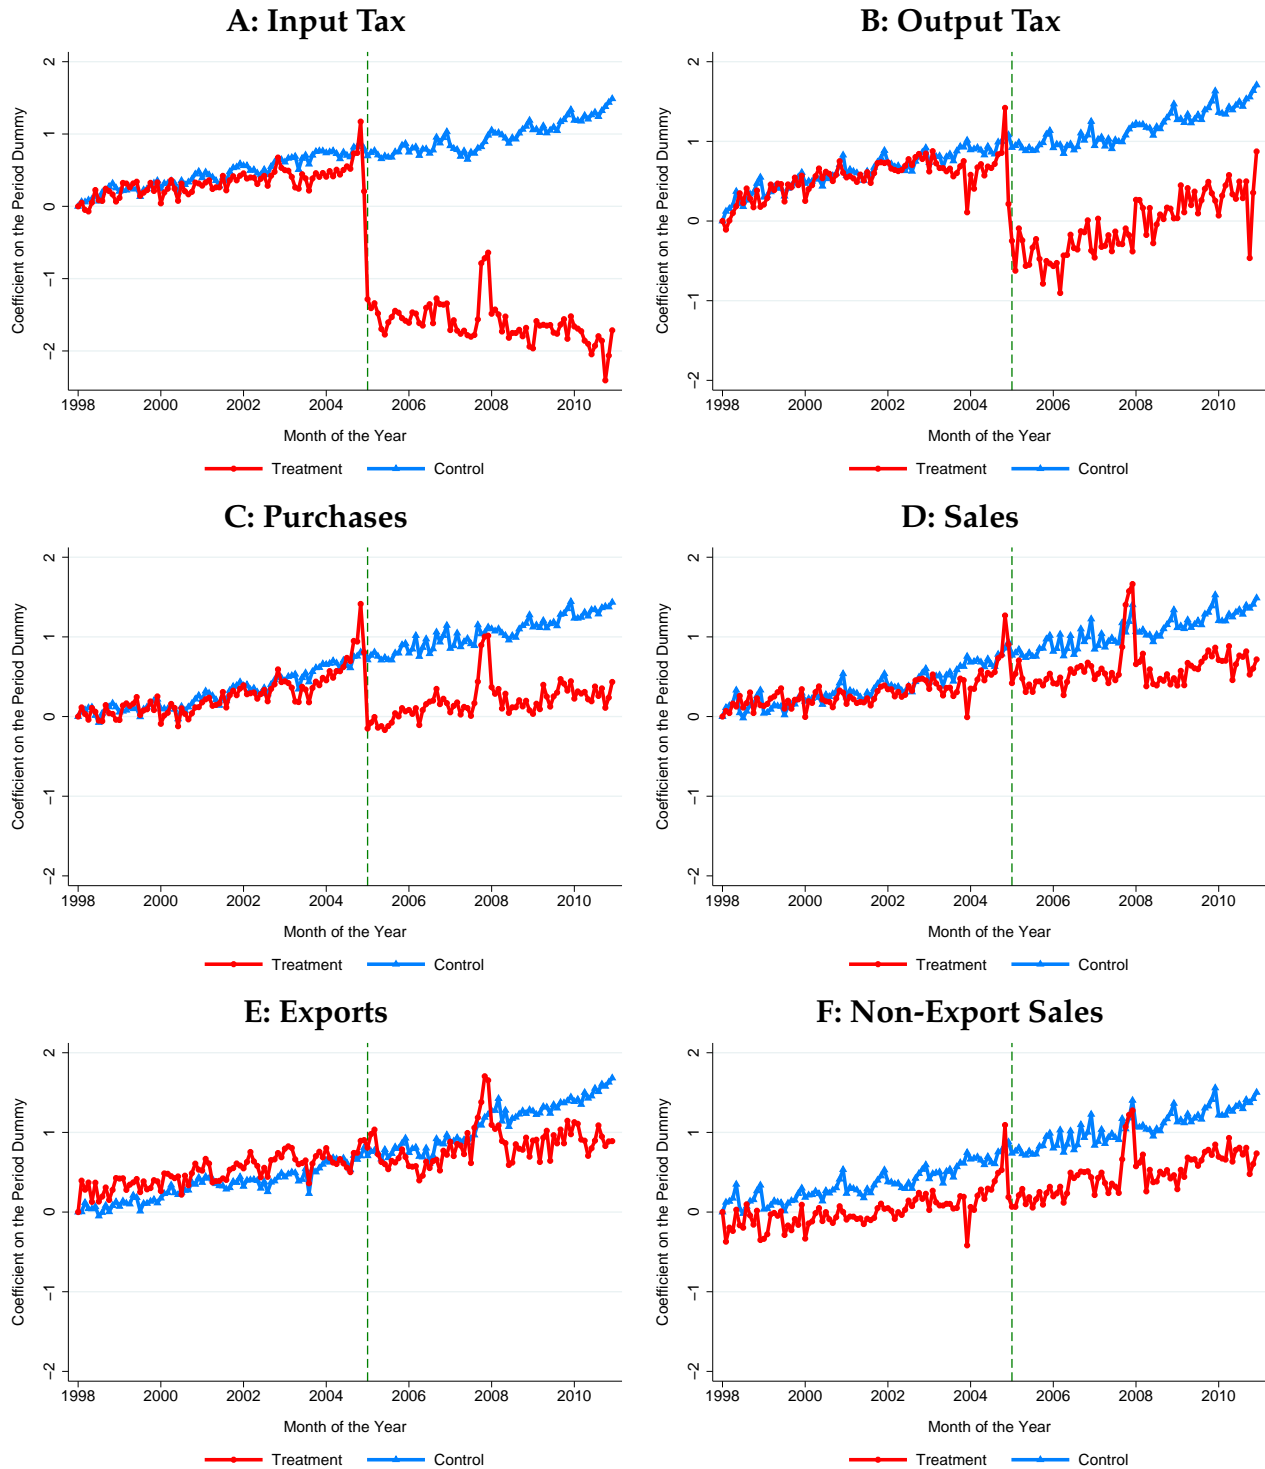 A: Input Tax
Coefficient on the Period Dummy
2
1
0
−1
−2
1998 2000 2002 2004 2006 2008 2010
Month of the Year
Treatment Control
B: Output Tax
Coefficient on the Period Dummy
2
1
0
−1
−2
1998 2000 2002 2004 2006 2008 2010
Month of the Year
Treatment Control
C: Purchases
Coefficient on the Period Dummy
2
1
0
−1
−2
1998 2000 2002 2004 2006 2008 2010
Month of the Year
Treatment Control
D: Sales
Coefficient on the Period Dummy
2
1
0
−1
−2
1998 2000 2002 2004 2006 2008 2010
Month of the Year
Treatment Control
E: Exports
Coefficient on the Period Dummy
2
1
0
−1
−2
1998 2000 2002 2004 2006 2008 2010
Month of the Year
Treatment Control
F: Non-Export Sales
Coefficient on the Period Dummy
2
1
0
−1
−2
1998 2000 2002 2004 2006 2008 2010
Month of the Year
Treatment Control